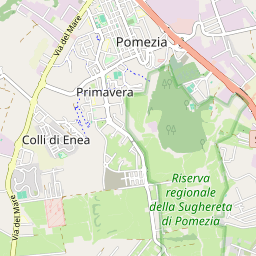 Via del Mare
Pomezia
Primavera
Colli di Enea
Riserva
regionale
della Sughereta
di Pomezia
Via del Mare